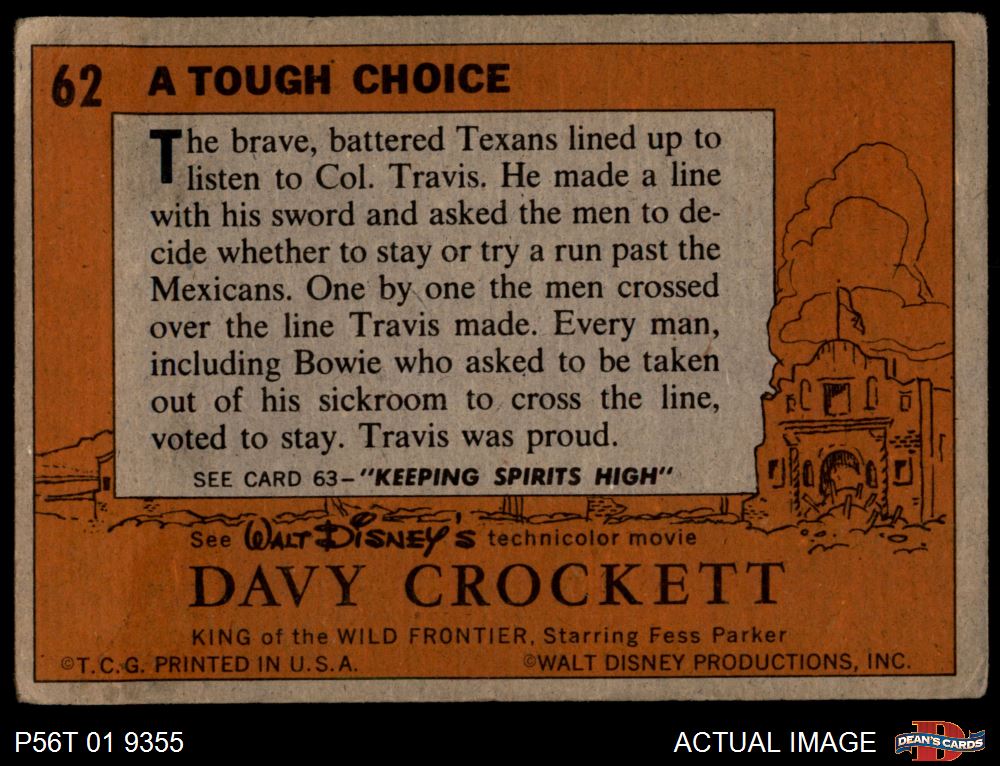 62 A TOUGH CHOICE
The brave, battered Texans lined up to
listen to Col. Travis. He made a line
with his sword and asked the men to de-
cide whether to stay or try a run past the
Mexicans. One by one the men crossed
over the line Travis made. Every man,
including Bowie who asked to be taken
out of his sickroom to cross the line,
voted to stay. Travis was proud.
SEE CARD 63–"KEEPING SPIRITS HIGH"
See WALT DISNEY'S technicolor movie
DAVY CROCKETT
KING of the WILD FRONTIER, Starring Fess Parker
©T.C.G. PRINTED IN U.S.A. ©WALT DISNEY PRODUCTIONS, INC.
P56T 01 9355 ACTUAL IMAGE DEAN'S CARDS